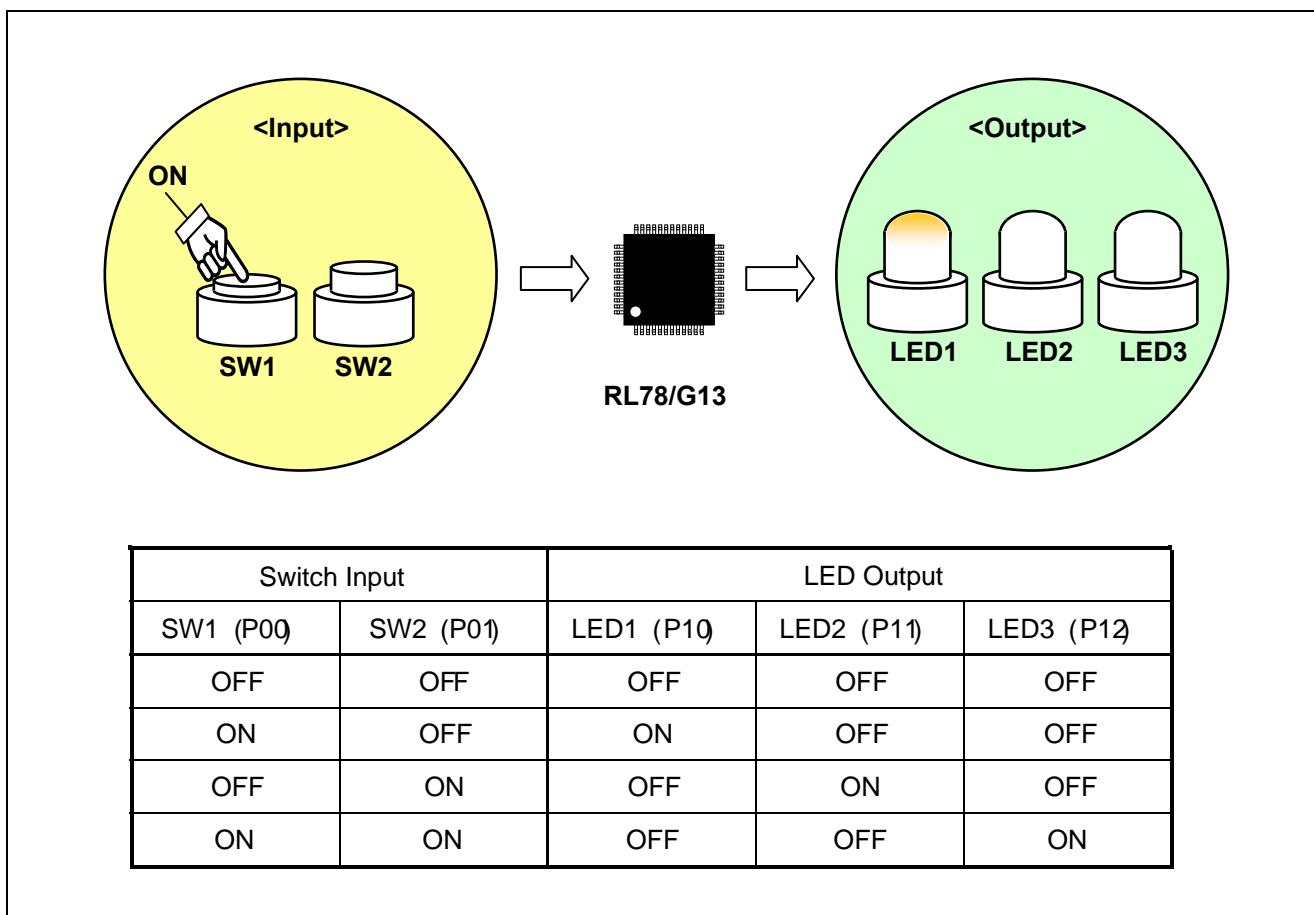 <Input>
<Output>
ON
SW1 SW2
LED1 LED2 LED3
RL78/G13
Switch Input LED Output
SW1 (P00) SW2 (P01) LED1 (P10) LED2 (P11) LED3 (P12)
OFF OFF OFF OFF OFF
ON OFF ON OFF OFF
OFF ON OFF ON OFF
ON ON OFF OFF ON